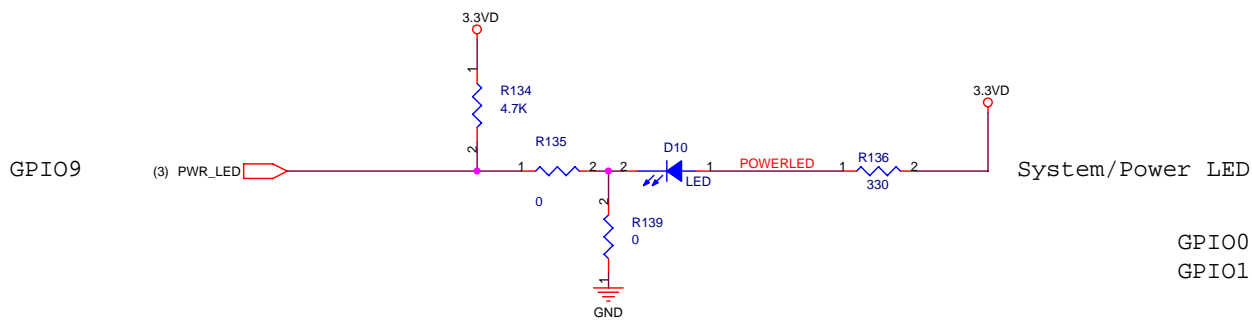 3.3VD
1
R134
4.7K
2
3.3VD
R135
D10
R136
GPIO9
(3) PWR_LED
1
2
2
LED
1
POWERLED
1
330
2
System/Power LED
0
2
R139
0
1
GND
GPIO0
GPIO1